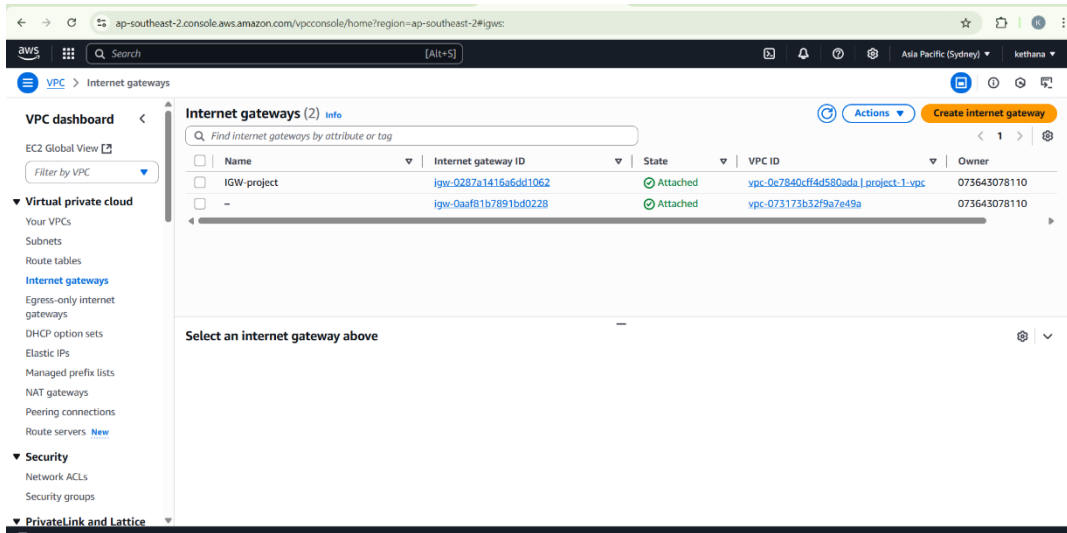 ap-southeast-2.console.aws.amazon.com/vpcconsole/home?region=ap-southeast-2#igws:
K
aws
Search
[Alt+S]
Asia Pacific (Sydney) ▼
kethana ▼
VPC > Internet gateways
VPC dashboard
EC2 Global View
Filter by VPC
Virtual private cloud
Your VPCs
Subnets
Route tables
Internet gateways
Egress-only internet
gateways
DHCP option sets
Elastic IPs
Managed prefix lists
NAT gateways
Peering connections
Route servers New
Security
Network ACLs
Security groups
PrivateLink and Lattice
Internet gateways (2) Info
Actions ▼
Create internet gateway
Find internet gateways by attribute or tag
< 1 >
Name Internet gateway ID State VPC ID Owner
IGW-project igw-0287a1416a6dd1062 Attached vpc-0e7840cff4d580ada | project-1-vpc 073643078110
– igw-0aaf81b7891bd0228 Attached vpc-073173b32f9a7e49a 073643078110
Select an internet gateway above